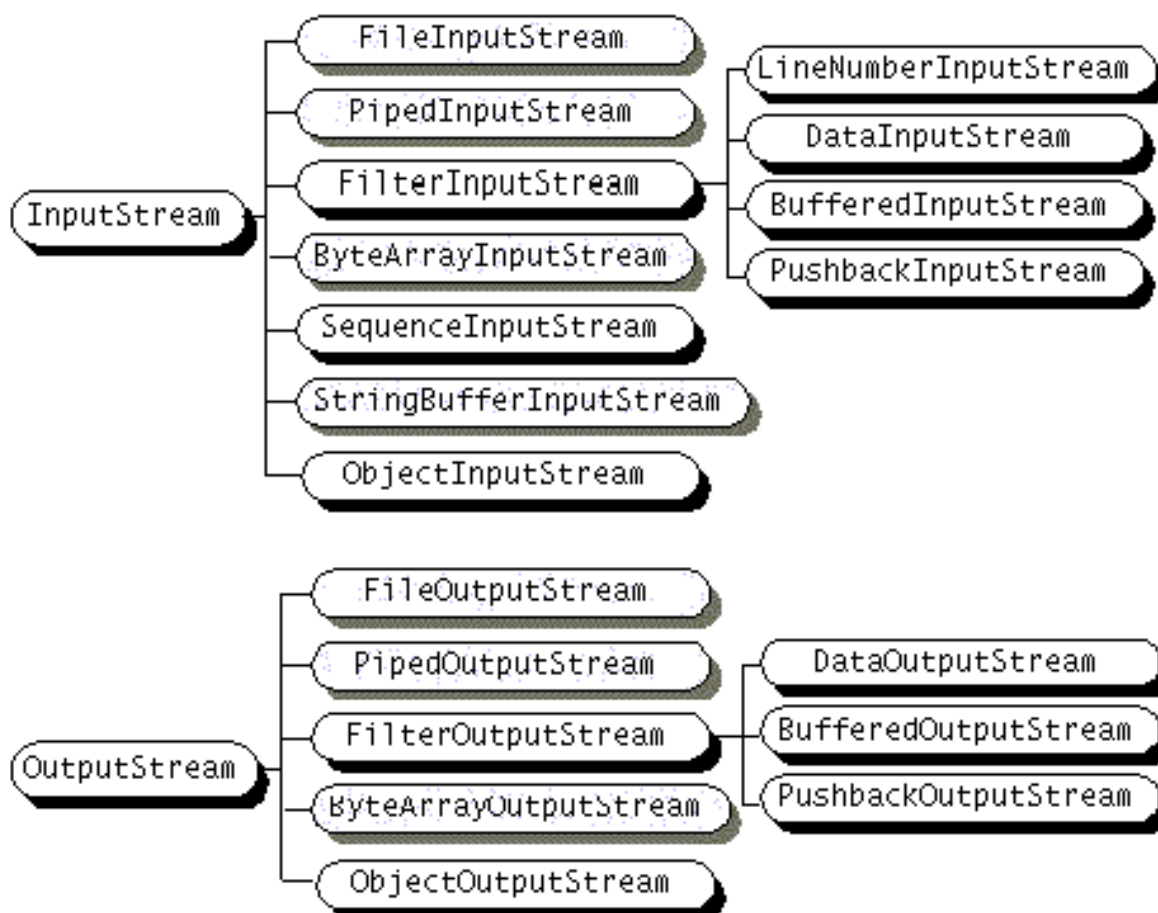 FileInputStream
LineNumberInputStream
PipedInputStream
DataInputStream
FilterInputStream
BufferedInputStream
InputStream
ByteArrayInputStream
PushbackInputStream
SequenceInputStream
StringBufferInputStream
ObjectInputStream
FileOutputStream
PipedOutputStream
DataOutputStream
FilterOutputStream
BufferedOutputStream
OutputStream
ByteArrayOutputStream
PushbackOutputStream
ObjectOutputStream